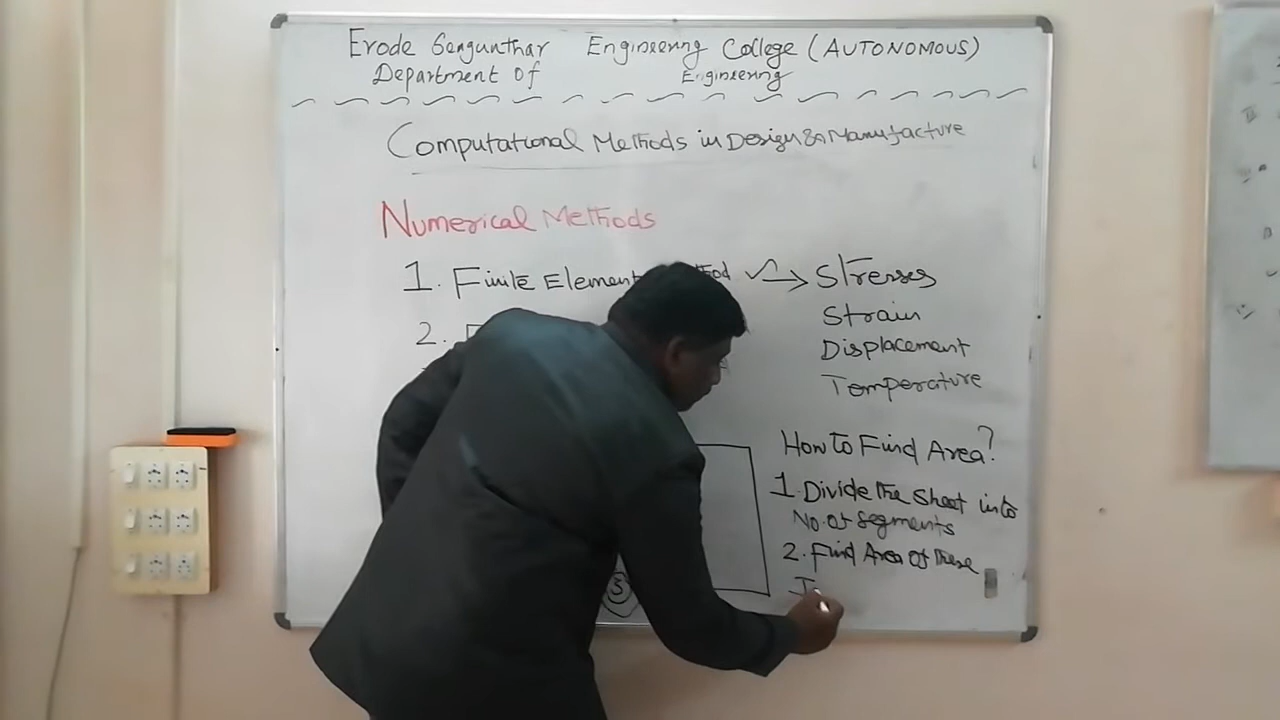 Erode Sengunthar Engineering College (AUTONOMOUS)
Department Of Engineering
Computational Methods in Design & Manufacture
Numerical Methods
1. Finite Element → Stresses
Strain
2.
Displacement
Temperature
How to Find Area?
1. Divide the Sheet into
No. of Segments
2. Find Area Of These
3